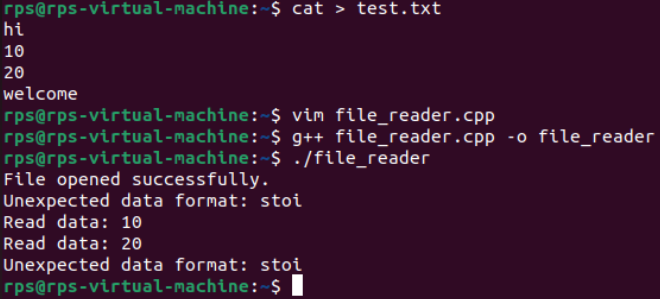 rps@rps-virtual-machine:~$ cat > test.txt
hi
10
20
welcome
rps@rps-virtual-machine:~$ vim file_reader.cpp
rps@rps-virtual-machine:~$ g++ file_reader.cpp -o file_reader
rps@rps-virtual-machine:~$ ./file_reader
File opened successfully.
Unexpected data format: stoi
Read data: 10
Read data: 20
Unexpected data format: stoi
rps@rps-virtual-machine:~$